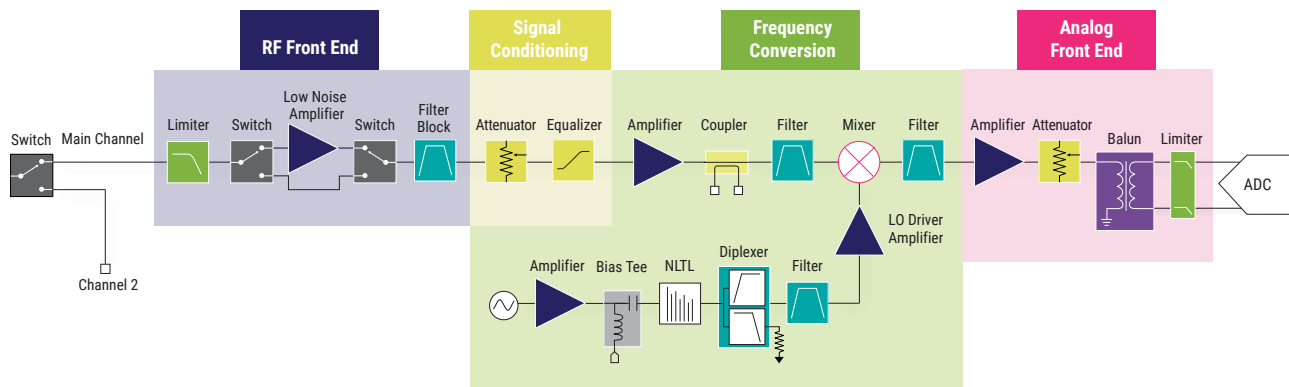 RF Front End
Signal
Conditioning
Frequency
Conversion
Analog
Front End
Switch
Main Channel
Limiter
Switch
Low Noise
Amplifier
Switch
Filter
Block
Attenuator
Equalizer
Amplifier
Coupler
Filter
Mixer
Filter
Amplifier
Attenuator
Balun
Limiter
ADC
Channel 2
LO Driver
Amplifier
Amplifier
Bias Tee
NLTL
Diplexer
Filter